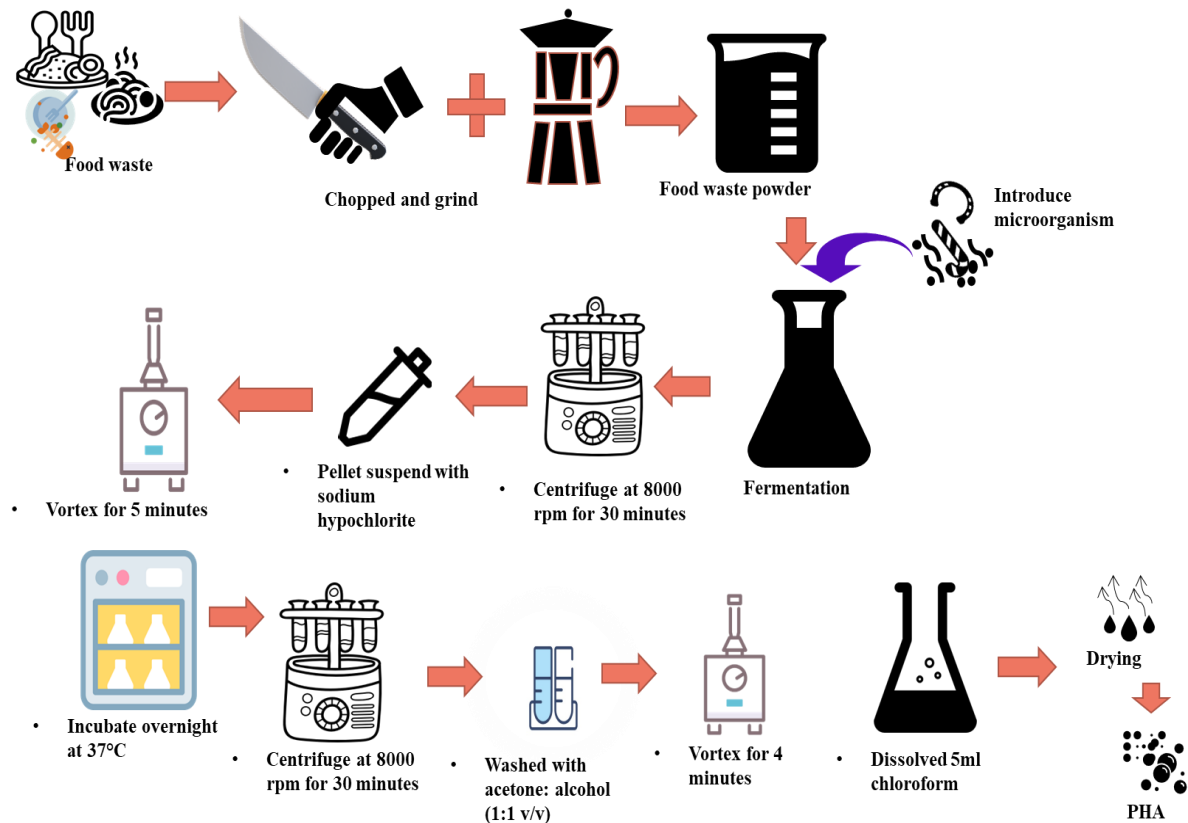 Food waste
Chopped and grind
Food waste powder
Introduce
microorganism
Fermentation
• Centrifuge at 8000
rpm for 30 minutes
• Pellet suspend with
sodium
hypochlorite
• Vortex for 5 minutes
• Incubate overnight
at 37°C
• Centrifuge at 8000
rpm for 30 minutes
• Washed with
acetone: alcohol
(1:1 v/v)
• Vortex for 4
minutes
• Dissolved 5ml
chloroform
Drying
PHA